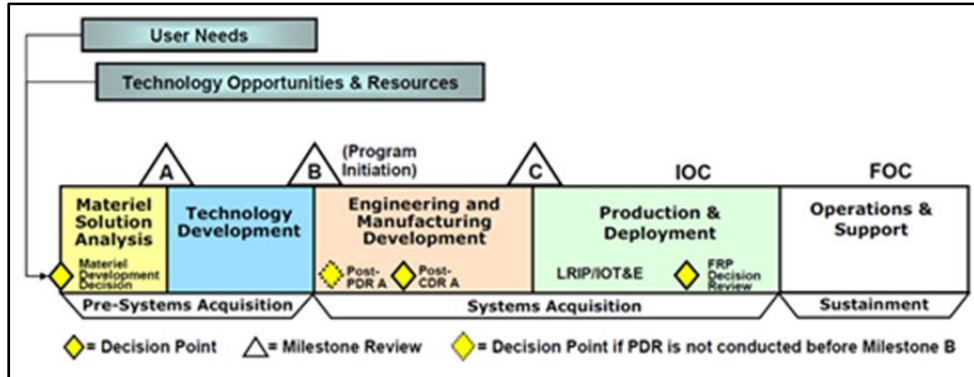 User Needs
Technology Opportunities & Resources
A
B
(Program
Initiation)
C
IOC
FOC
Materiel
Solution
Analysis
Materiel
Development
Decision
Technology
Development
Engineering and
Manufacturing
Development
Post-
PDR A
Post-
CDR A
Production &
Deployment
LRIP/IOT&E
FRP
Decision
Review
Operations &
Support
Pre-Systems Acquisition
Systems Acquisition
Sustainment
= Decision Point
= Milestone Review
= Decision Point if PDR is not conducted before Milestone B